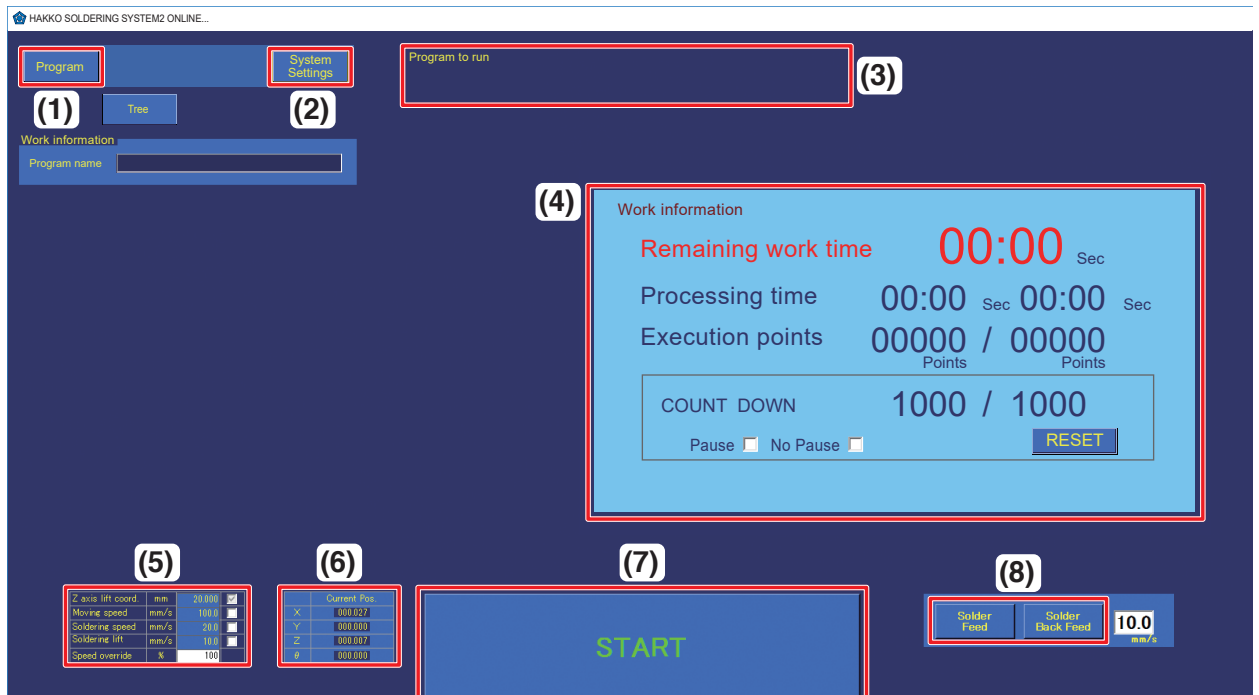 HAKKO SOLDERING SYSTEM2 ONLINE...
Program
System Settings
Program to run
(3)
(1)
Tree
(2)
Work information
Program name
(4)
Work information
Remaining work time 00:00 Sec
Processing time 00:00 Sec 00:00 Sec
Execution points 00000 / 00000
Points Points
COUNT DOWN 1000 / 1000
Pause No Pause RESET
(5)
(6)
(7)
(8)
Z axis lift coord. mm 20.000
Moving speed mm/s 100.0
Soldering speed mm/s 20.0
Soldering lift mm/s 10.0
Speed override % 100
Current Pos.
X 000.027
Y 000.000
Z 000.007
θ 000.000
START
Solder Feed
Solder Back Feed
10.0
mm/s